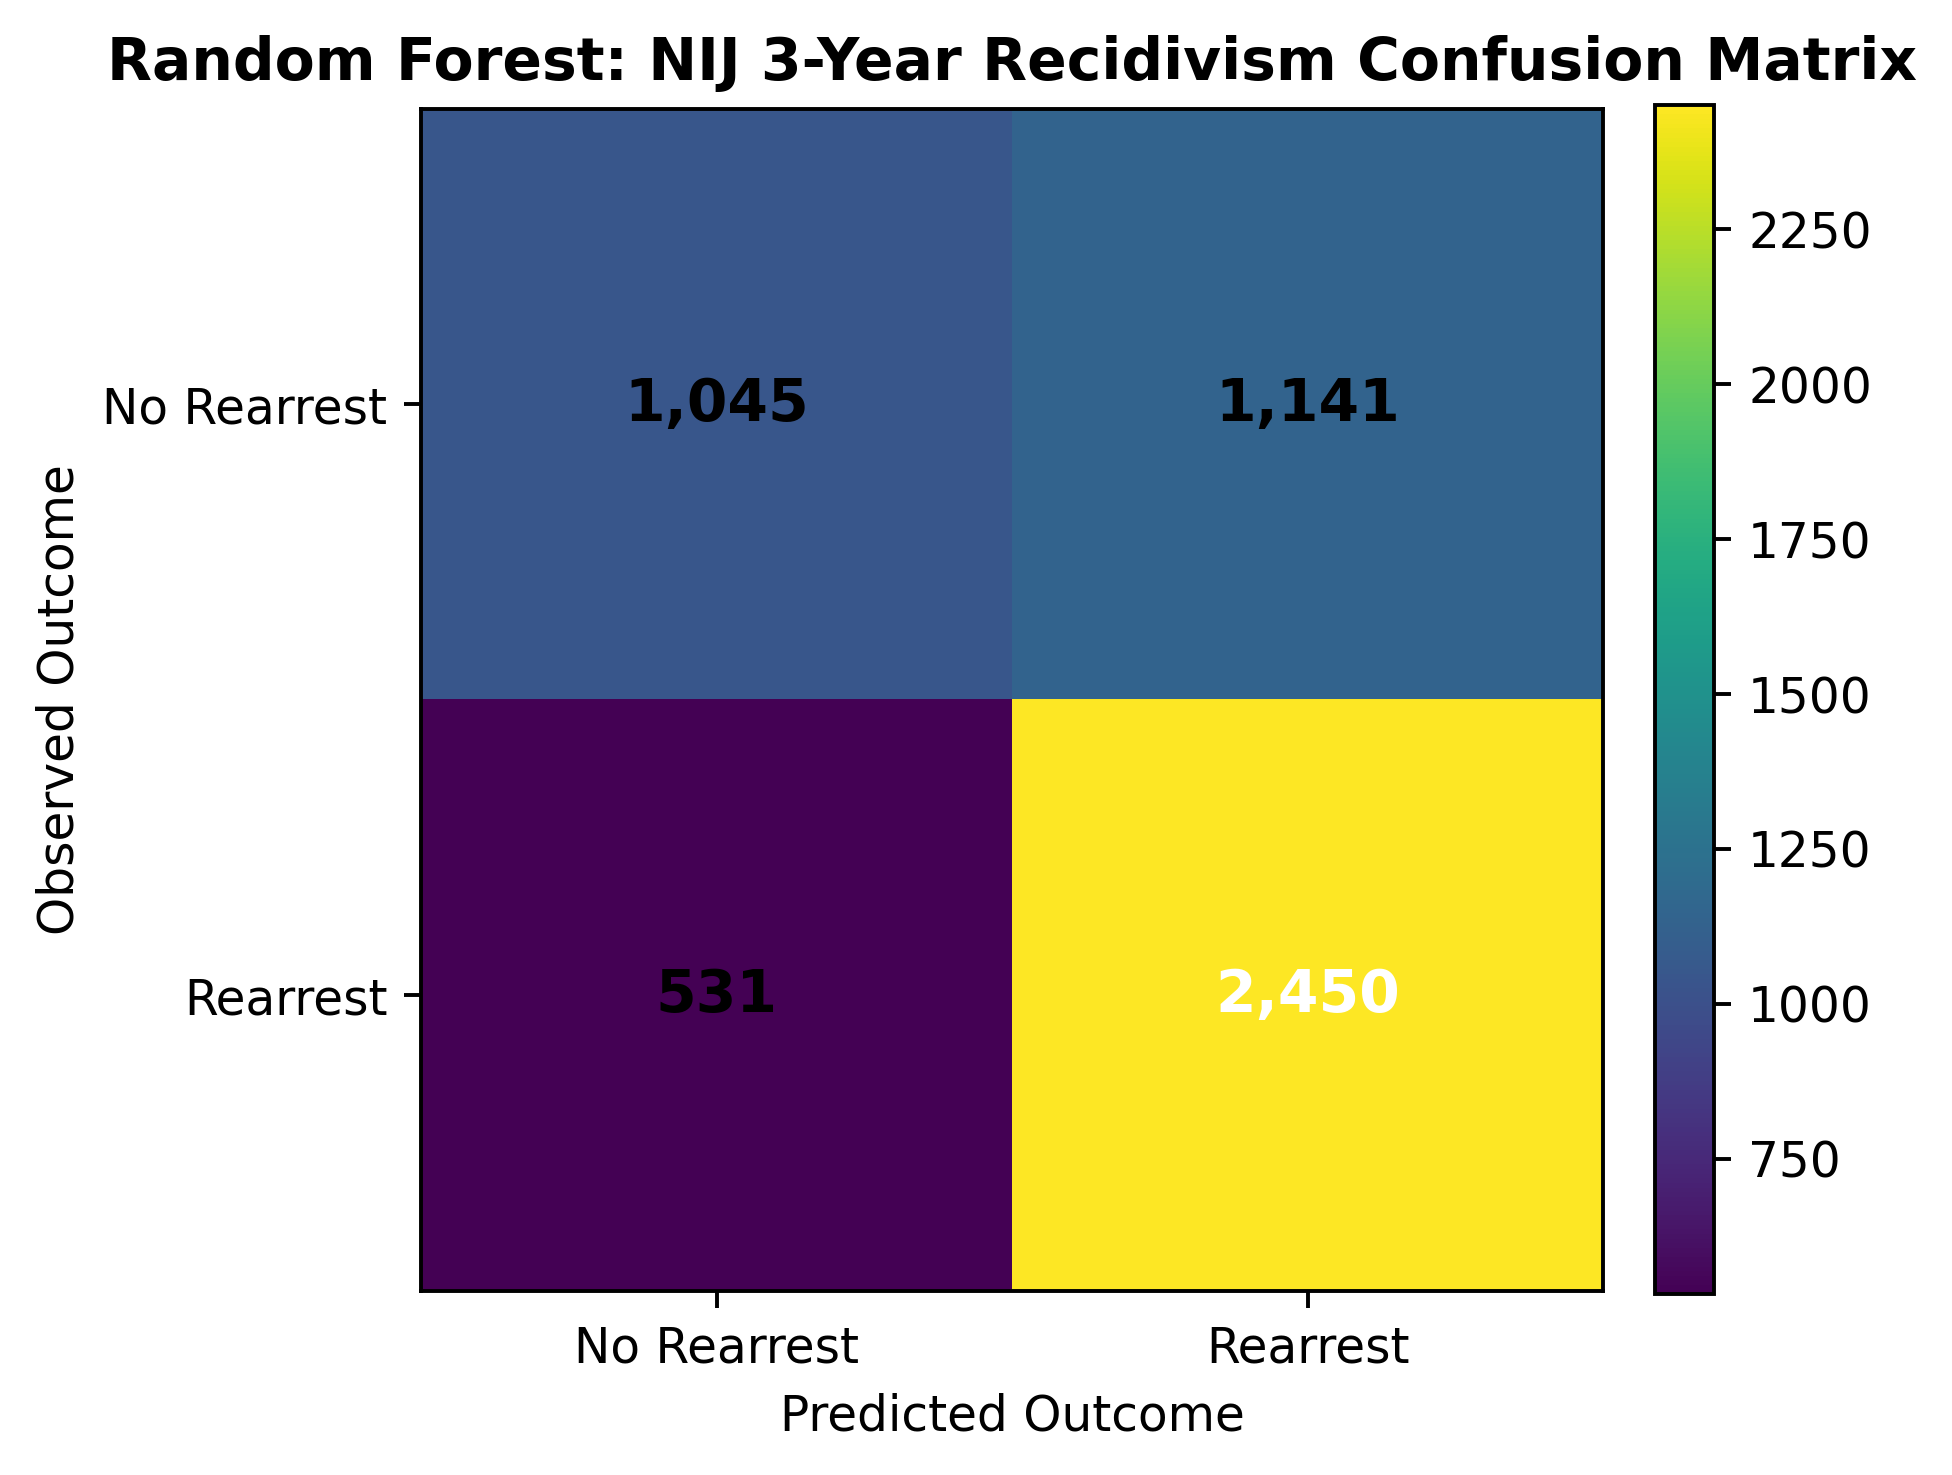 Random Forest: NIJ 3-Year Recidivism Confusion Matrix
Observed Outcome
No Rearrest
Rearrest
1,045
1,141
531
2,450
No Rearrest
Rearrest
Predicted Outcome
2250
2000
1750
1500
1250
1000
750